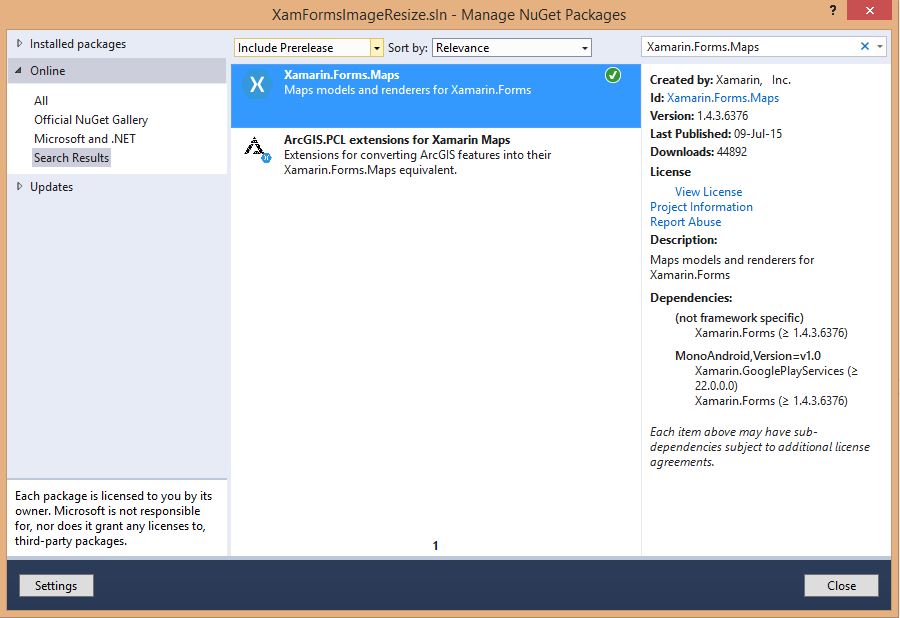 XamFormsImageResize.sln - Manage NuGet Packages
?
Installed packages
Online
All
Official NuGet Gallery
Microsoft and .NET
Search Results
Updates
Each package is licensed to you by its
owner. Microsoft is not responsible
for, nor does it grant any licenses to,
third-party packages.
Include Prerelease
Sort by: Relevance
Xamarin.Forms.Maps
Maps models and renderers for Xamarin.Forms
ArcGIS.PCL extensions for Xamarin Maps
Extensions for converting ArcGIS features into their
Xamarin.Forms.Maps equivalent.
1
Xamarin.Forms.Maps
Created by: Xamarin, Inc.
Id: Xamarin.Forms.Maps
Version: 1.4.3.6376
Last Published: 09-Jul-15
Downloads: 44892
License
View License
Project Information
Report Abuse
Description:
Maps models and renderers for
Xamarin.Forms
Dependencies:
(not framework specific)
Xamarin.Forms (≥ 1.4.3.6376)
MonoAndroid,Version=v1.0
Xamarin.GooglePlayServices (≥
22.0.0.0)
Xamarin.Forms (≥ 1.4.3.6376)
Each item above may have sub-
dependencies subject to additional license
agreements.
Settings
Close